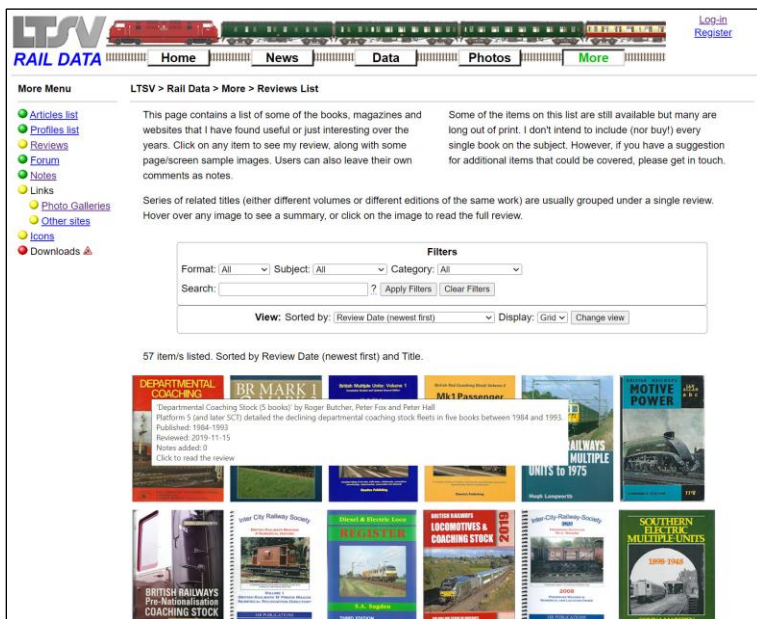 LTSV
RAIL DATA
Home
News
Data
Photos
More
Log-in
Register
More Menu
Articles list
Profiles list
Reviews
Forum
Notes
Links
Photo Galleries
Other sites
Icons
Downloads
LTSV > Rail Data > More > Reviews List
This page contains a list of some of the books, magazines and
websites that I have found useful or just interesting over the
years. Click on any item to see my review, along with some
page/screen sample images. Users can also leave their own
comments as notes.
Some of the items on this list are still available but many are
long out of print. I don't intend to include (nor buy!) every
single book on the subject. However, if you have a suggestion
for additional items that could be covered, please get in touch.
Series of related titles (either different volumes or different editions of the same work) are usually grouped under a single review.
Hover over any image to see a summary, or click on the image to read the full review.
Filters
Format: All Subject: All Category: All
Search: ? Apply Filters Clear Filters
View: Sorted by: Review Date (newest first) Display: Grid Change view
57 item/s listed. Sorted by Review Date (newest first) and Title.
DEPARTMENTAL
COACHING
BR MARK 1
British Multiple Units: Volume 1
Mk1 Passenger
MOTIVE
POWER
abc
'Departmental Coaching Stock (5 books)' by Roger Butcher, Peter Fox and Peter Hall
Platform 5 (and later SCT) detailed the declining departmental coaching stock fleets in five books between 1984 and 1993.
Published: 1984-1993
Reviewed: 2019-11-15
Notes added: 0
Click to read the review
MULTIPLE
UNITS to 1975
Hugh Longworth
BRITISH RAILWAYS
Pre-Nationalisation
COACHING STOCK
Inter City Railway Society
VOLUME 1
Diesel & Electric Loco
REGISTER
S.A. Sugden
THIRD EDITION
BRITISH RAILWAYS
LOCOMOTIVES &
COACHING STOCK
2019
Inter-City-Railway-Society
2008
SOUTHERN
ELECTRIC
MULTIPLE-UNITS
1898-1948